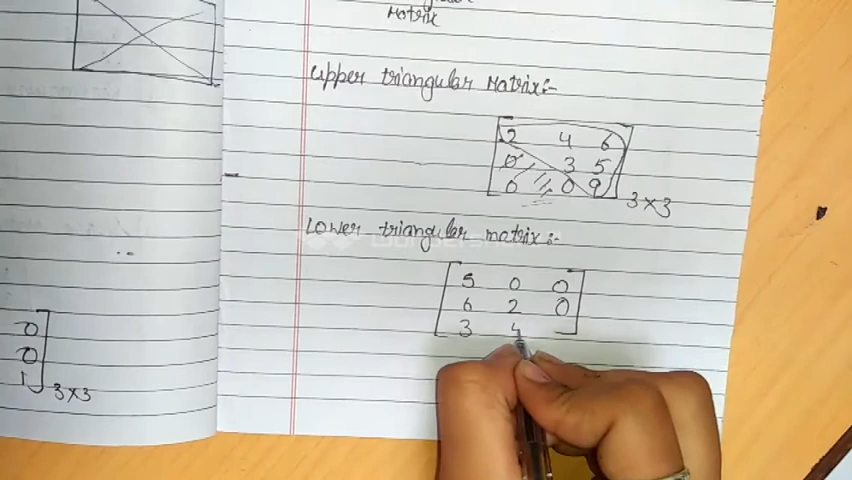 Matrix
Upper triangular Matrix:-
2 4 6
0 3 5
0 0 9
3×3
Lower triangular matrix:-
5 0 0
6 2 0
3 4
0
0
1
3×3